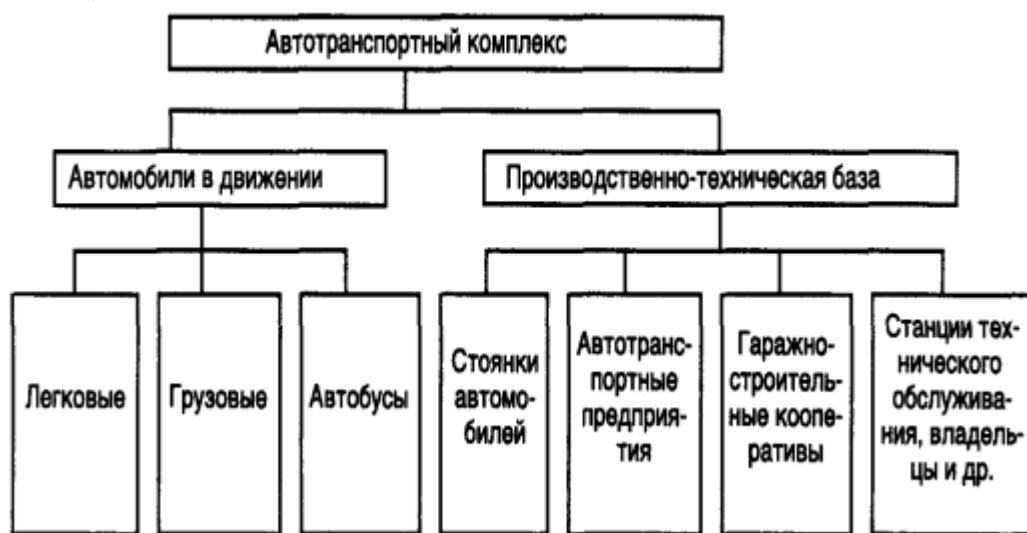 Автотранспортный комплекс
Автомобили в движении
Производственно-техническая база
Легковые
Грузовые
Автобусы
Стоянки
автомо-
билей
Автотранс-
портные
предприя-
тия
Гаражно-
строитель-
ные коопе-
ративы
Станции тех-
нического
обслужива-
ния, владель-
цы и др.